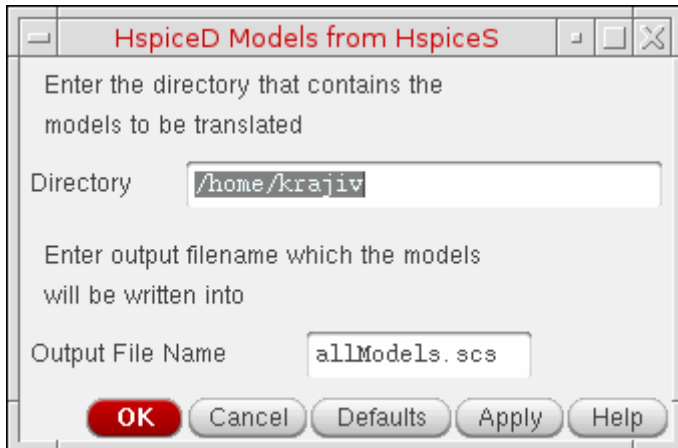 HspiceD Models from HspiceS
Enter the directory that contains the
models to be translated
Directory /home/krajiv
Enter output filename which the models
will be written into
Output File Name allModels.scs
OK Cancel Defaults Apply Help